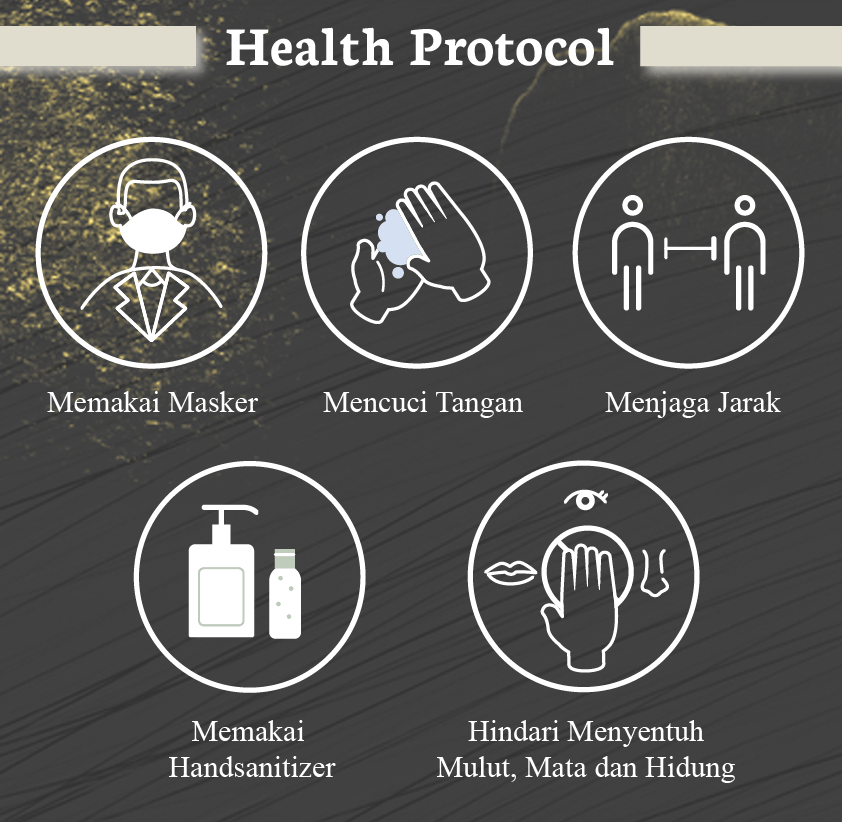 Health Protocol
Memakai Masker
Mencuci Tangan
Menjaga Jarak
Memakai
Handsanitizer
Hindari Menyentuh
Mulut, Mata dan Hidung